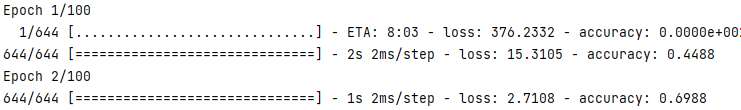 Epoch 1/100
1/644 [..............................] - ETA: 8:03 - loss: 376.2332 - accuracy: 0.0000e+00
644/644 [==============================] - 2s 2ms/step - loss: 15.3105 - accuracy: 0.4488
Epoch 2/100
644/644 [==============================] - 1s 2ms/step - loss: 2.7108 - accuracy: 0.6988